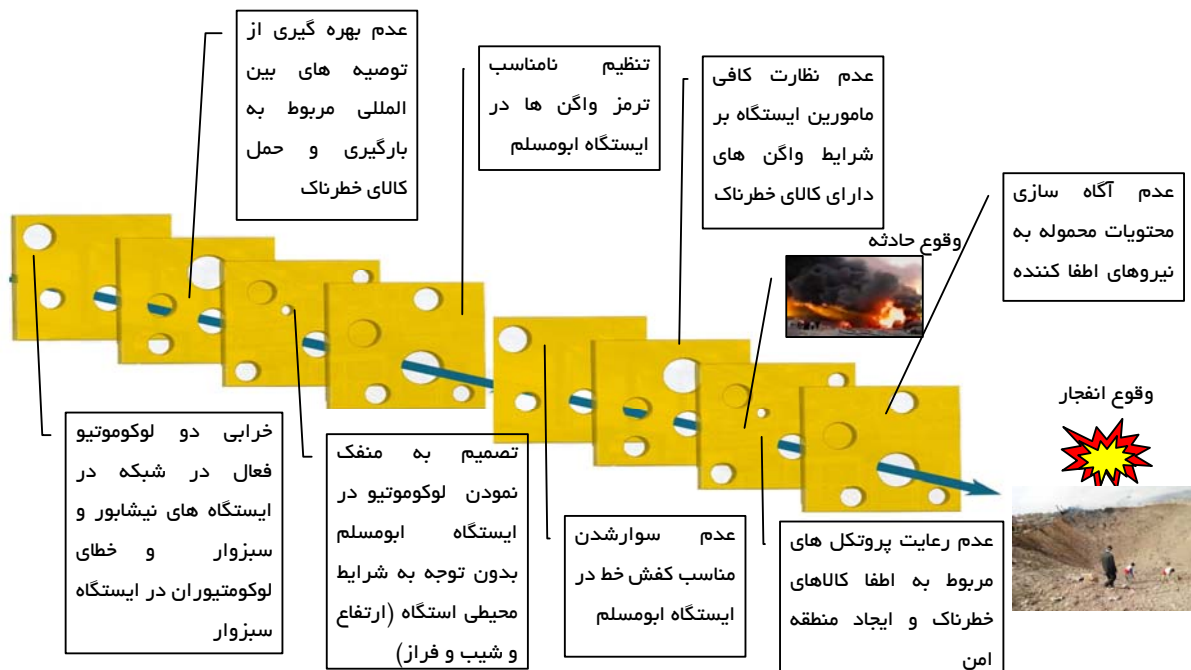 عدم بهره گیری از
توصیه های بین
المللی مربوط به
بارگیری و حمل
کالای خطرناک
تنظیم نامناسب
ترمز واگن ها در
ایستگاه ابومسلم
عدم نظارت کافی
مامورین ایستگاه بر
شرایط واگن های
دارای کالای خطرناک
عدم آگاه سازی
محتویات محموله به
نیروهای اطفا کننده
وقوع حادثه
وقوع انفجار
خرابی دو لوکوموتیو
فعال در شبکه در
ایستگاه های نیشابور و
سبزوار و خطای
لوکومتیوران در ایستگاه
سبزوار
تصمیم به منفک
نمودن لوکوموتیو در
ایستگاه ابومسلم
بدون توجه به شرایط
محیطی استگاه (ارتفاع
و شیب و فراز)
عدم سوارشدن
مناسب کفش خط در
ایستگاه ابومسلم
عدم رعایت پروتکل های
مربوط به اطفا کالاهای
خطرناک و ایجاد منطقه
امن